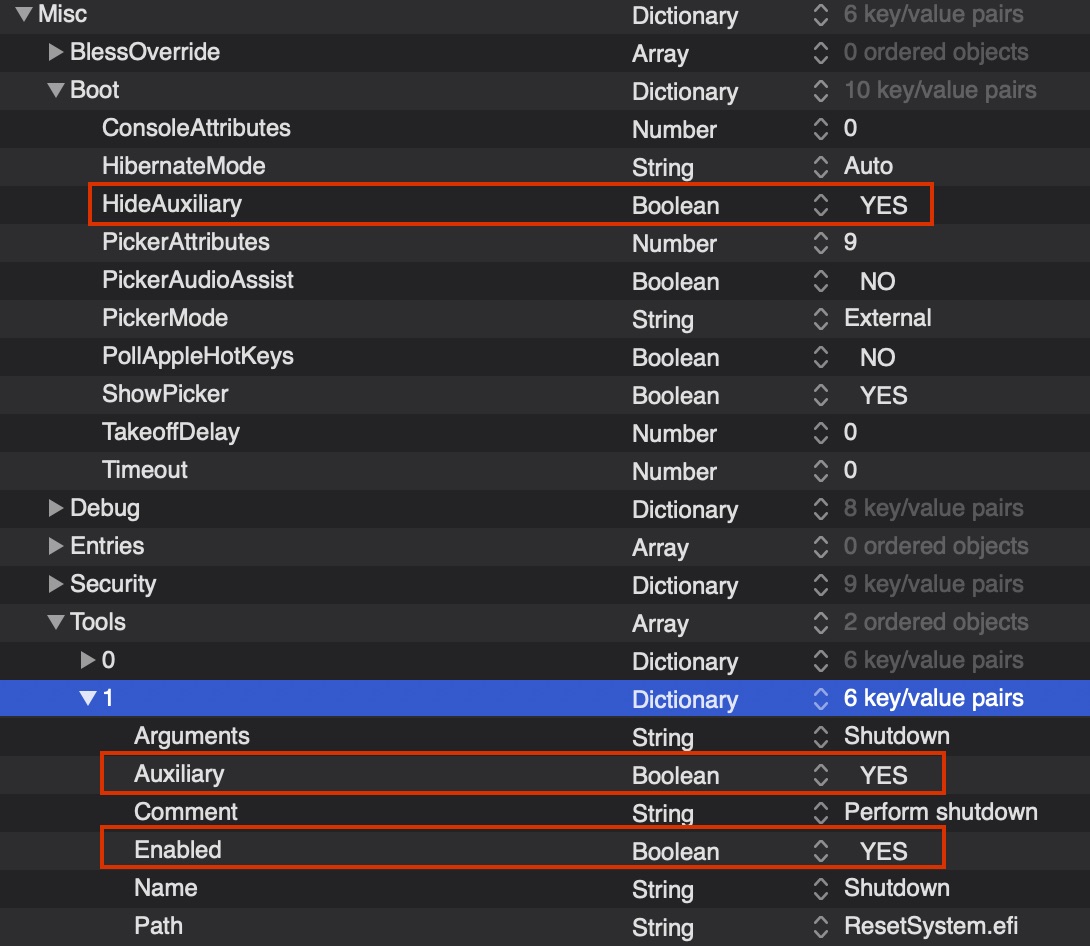 Misc Dictionary 6 key/value pairs
BlessOverride Array 0 ordered objects
Boot Dictionary 10 key/value pairs
ConsoleAttributes Number 0
HibernateMode String Auto
HideAuxiliary Boolean YES
PickerAttributes Number 9
PickerAudioAssist Boolean NO
PickerMode String External
PollAppleHotKeys Boolean NO
ShowPicker Boolean YES
TakeoffDelay Number 0
Timeout Number 0
Debug Dictionary 8 key/value pairs
Entries Array 0 ordered objects
Security Dictionary 9 key/value pairs
Tools Array 2 ordered objects
0 Dictionary 6 key/value pairs
1 Dictionary 6 key/value pairs
Arguments String Shutdown
Auxiliary Boolean YES
Comment String Perform shutdown
Enabled Boolean YES
Name String Shutdown
Path String ResetSystem.efi